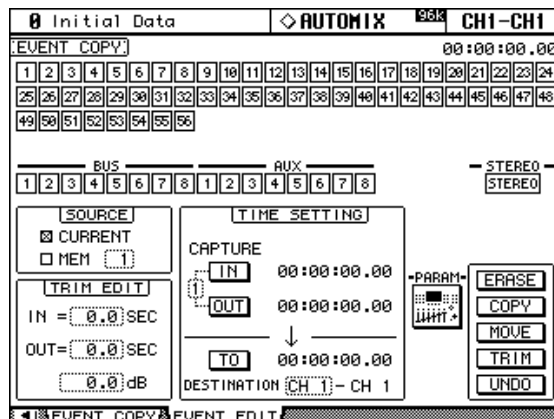 0 Initial Data ◇AUTOMIX 96k CH1-CH1
EVENT COPY 00:00:00.00
1 2 3 4 5 6 7 8 9 10 11 12 13 14 15 16 17 18 19 20 21 22 23 24
25 26 27 28 29 30 31 32 33 34 35 36 37 38 39 40 41 42 43 44 45 46 47 48
49 50 51 52 53 54 55 56
BUS AUX STEREO
1 2 3 4 5 6 7 8 1 2 3 4 5 6 7 8 STEREO
SOURCE
CURRENT
MEM 1
TRIM EDIT
IN = 0.0 SEC
OUT= 0.0 SEC
0.0 dB
TIME SETTING
CAPTURE
1
IN 00:00:00.00
OUT 00:00:00.00
TO 00:00:00.00
DESTINATION CH 1 - CH 1
PARAM
ERASE
COPY
MOVE
TRIM
UNDO
EVENT COPY EVENT EDIT